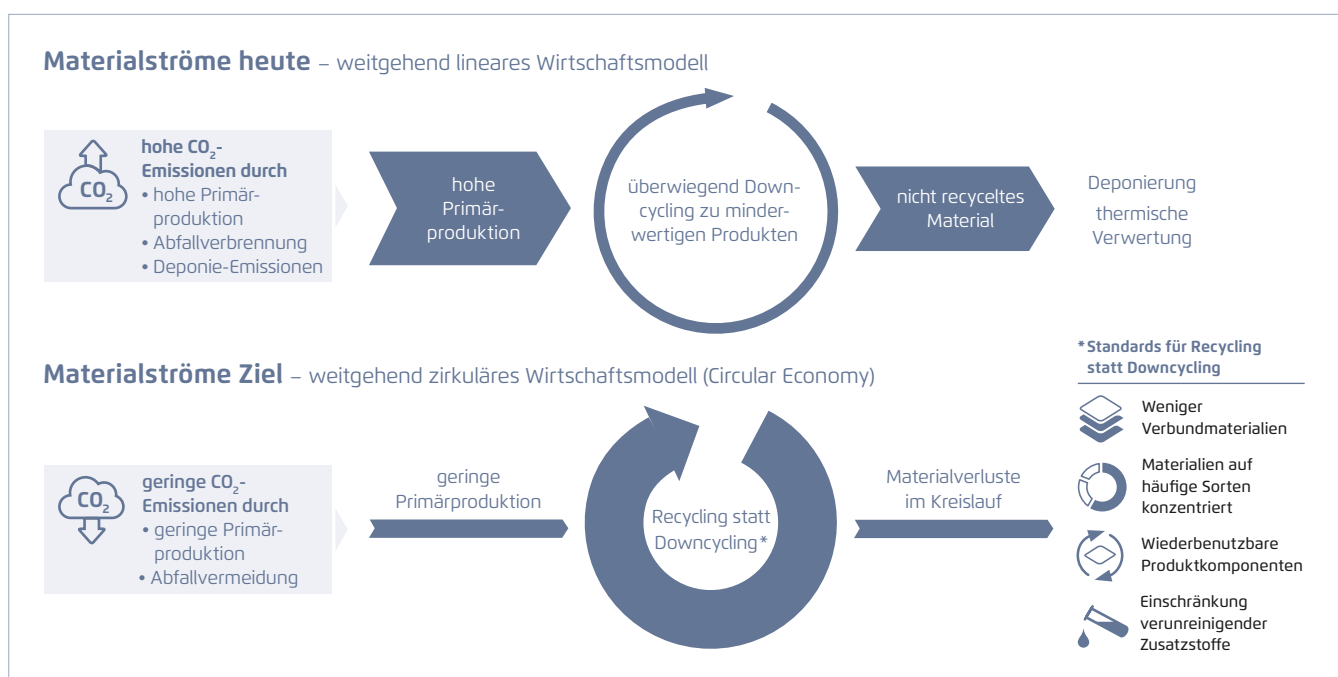 Materialströme heute – weitgehend lineares Wirtschaftsmodell
CO₂
hohe CO₂-
Emissionen durch
• hohe Primär-
produktion
• Abfallverbrennung
• Deponie-Emissionen
hohe
Primär-
produktion
überwiegend Down-
cycling zu minder-
wertigen Produkten
nicht recyceltes
Material
Deponierung
thermische
Verwertung
Materialströme Ziel – weitgehend zirkuläres Wirtschaftsmodell (Circular Economy)
CO₂
geringe CO₂-
Emissionen durch
• geringe Primär-
produktion
• Abfallvermeidung
geringe
Primärproduktion
Recycling statt
Downcycling*
Materialverluste
im Kreislauf
*Standards für Recycling
statt Downcycling
Weniger
Verbundmaterialien
Materialien auf
häufige Sorten
konzentriert
Wiederbenutzbare
Produktkomponenten
Einschränkung
verunreinigender
Zusatzstoffe